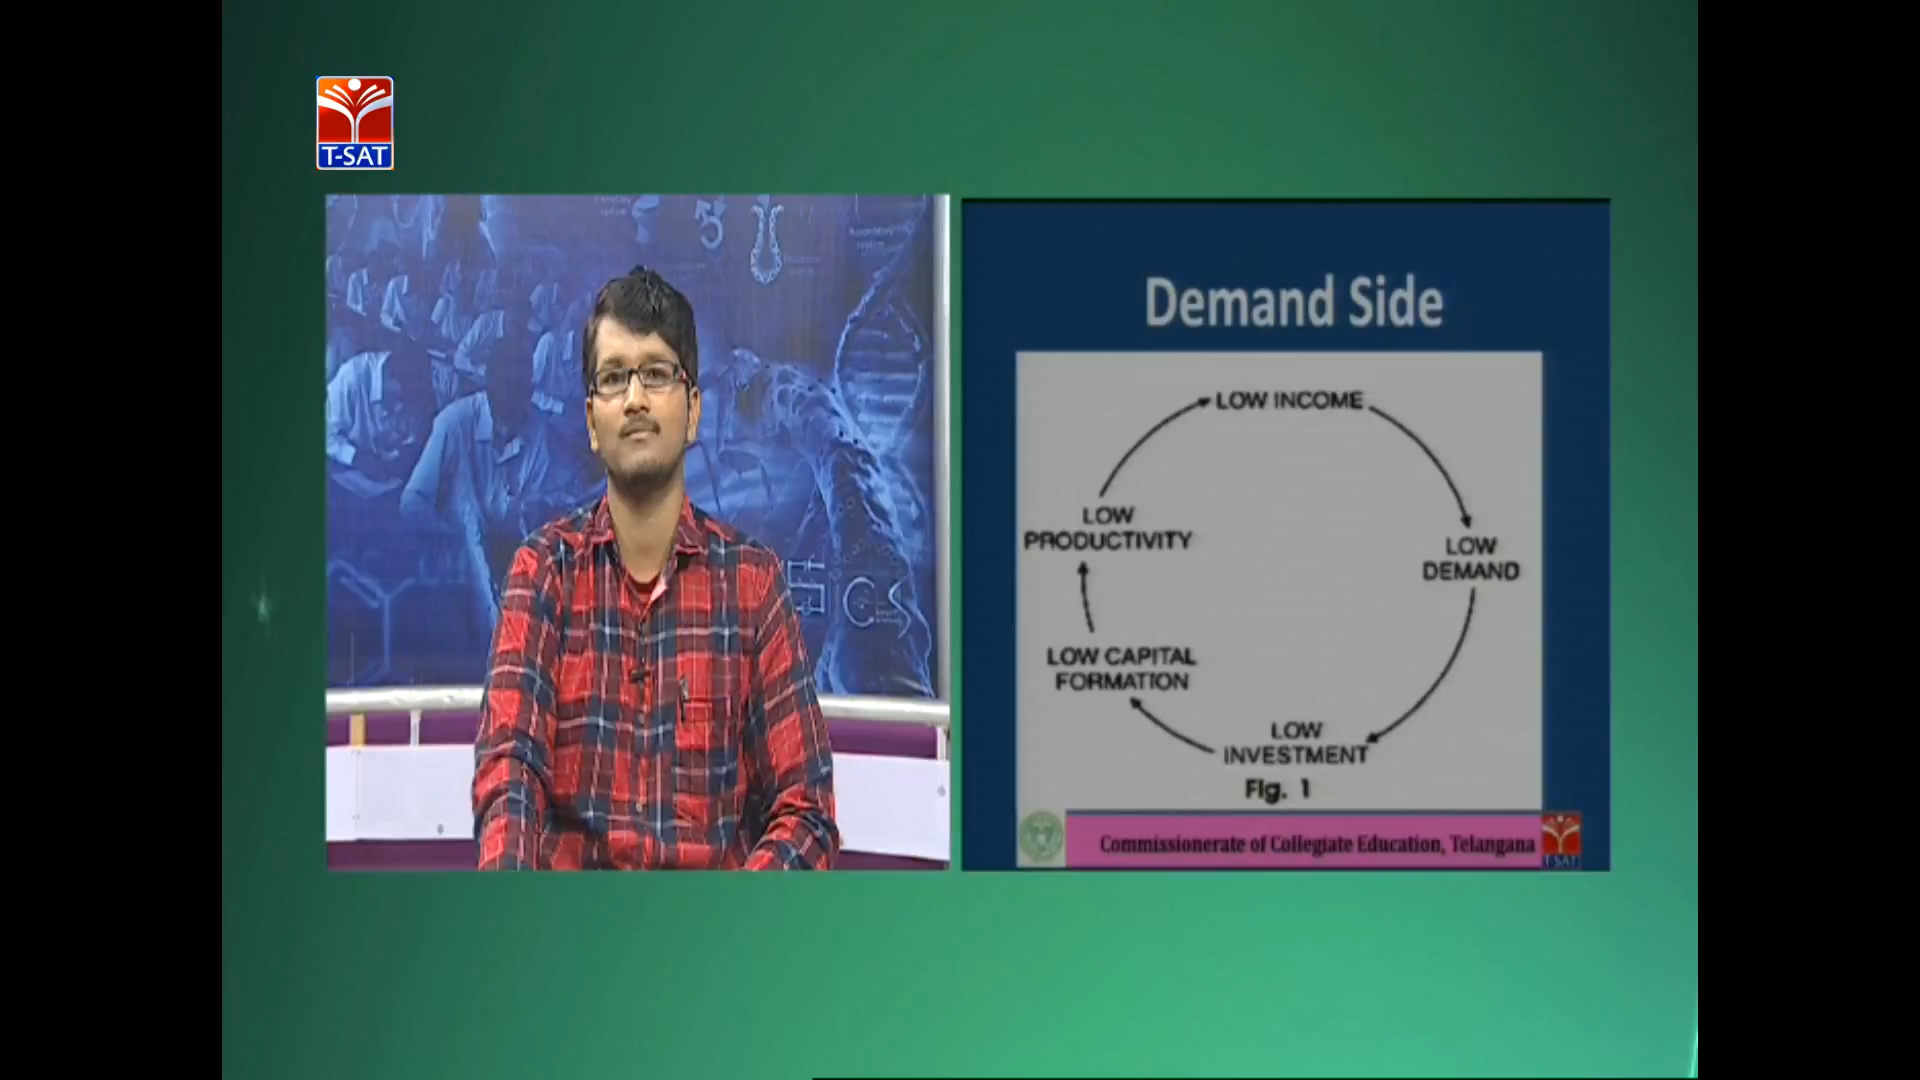 T-SAT
Demand Side
LOW INCOME
LOW
DEMAND
LOW
INVESTMENT
LOW CAPITAL
FORMATION
LOW
PRODUCTIVITY
Fig. 1
Commissionerate of Collegiate Education, Telangana
T-SAT